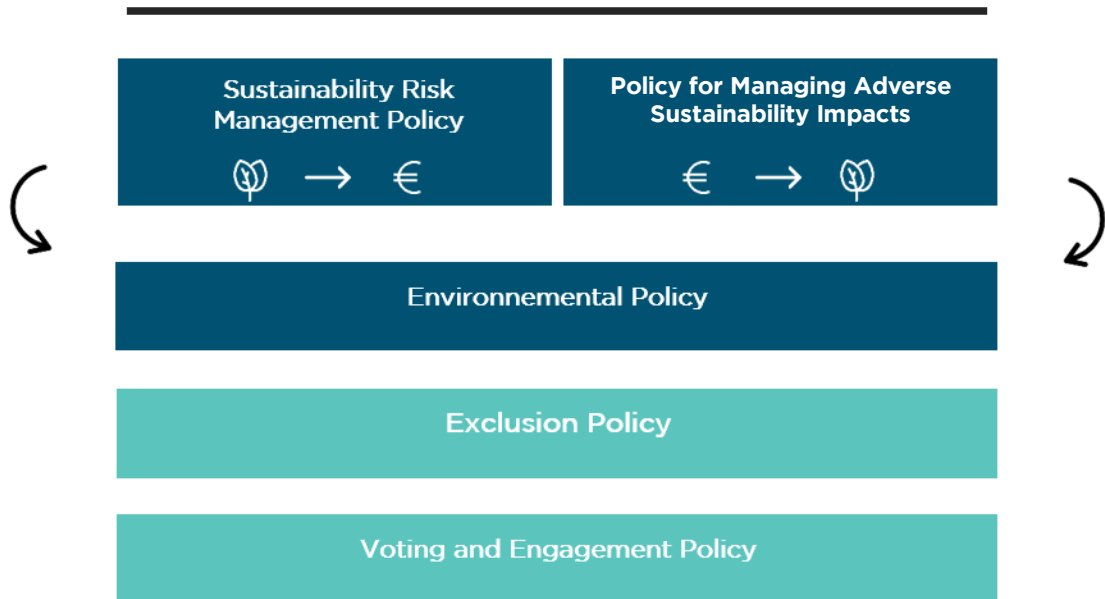 Sustainability Risk
Management Policy
→ €
Policy for Managing Adverse
Sustainability Impacts
€ →
Environnemental Policy
Exclusion Policy
Voting and Engagement Policy